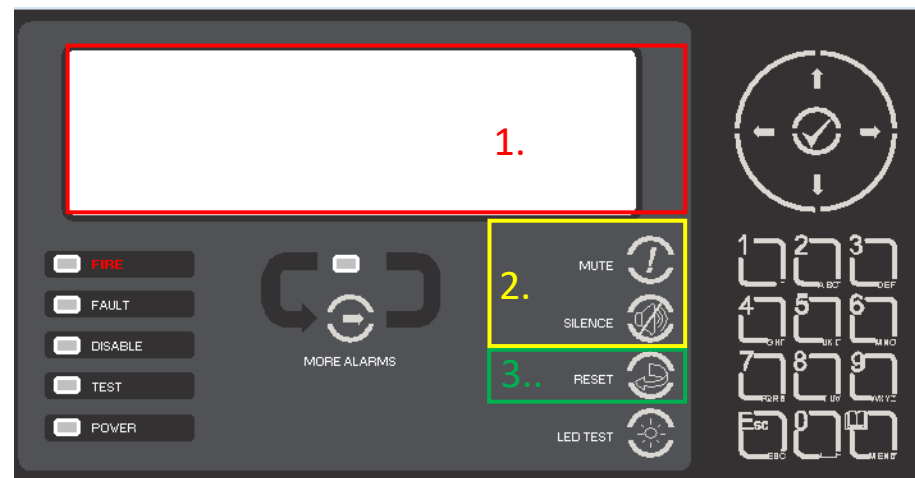 1.
FIRE
MUTE
2.
FAULT
SILENCE
DISABLE
MORE ALARMS
3..
RESET
TEST
POWER
LED TEST
1 2 3
ABC DEF
4 5 6
GHI JKL MNO
7 8 9
PQRS TUV WXYZ
Esc 0
ESC MENU